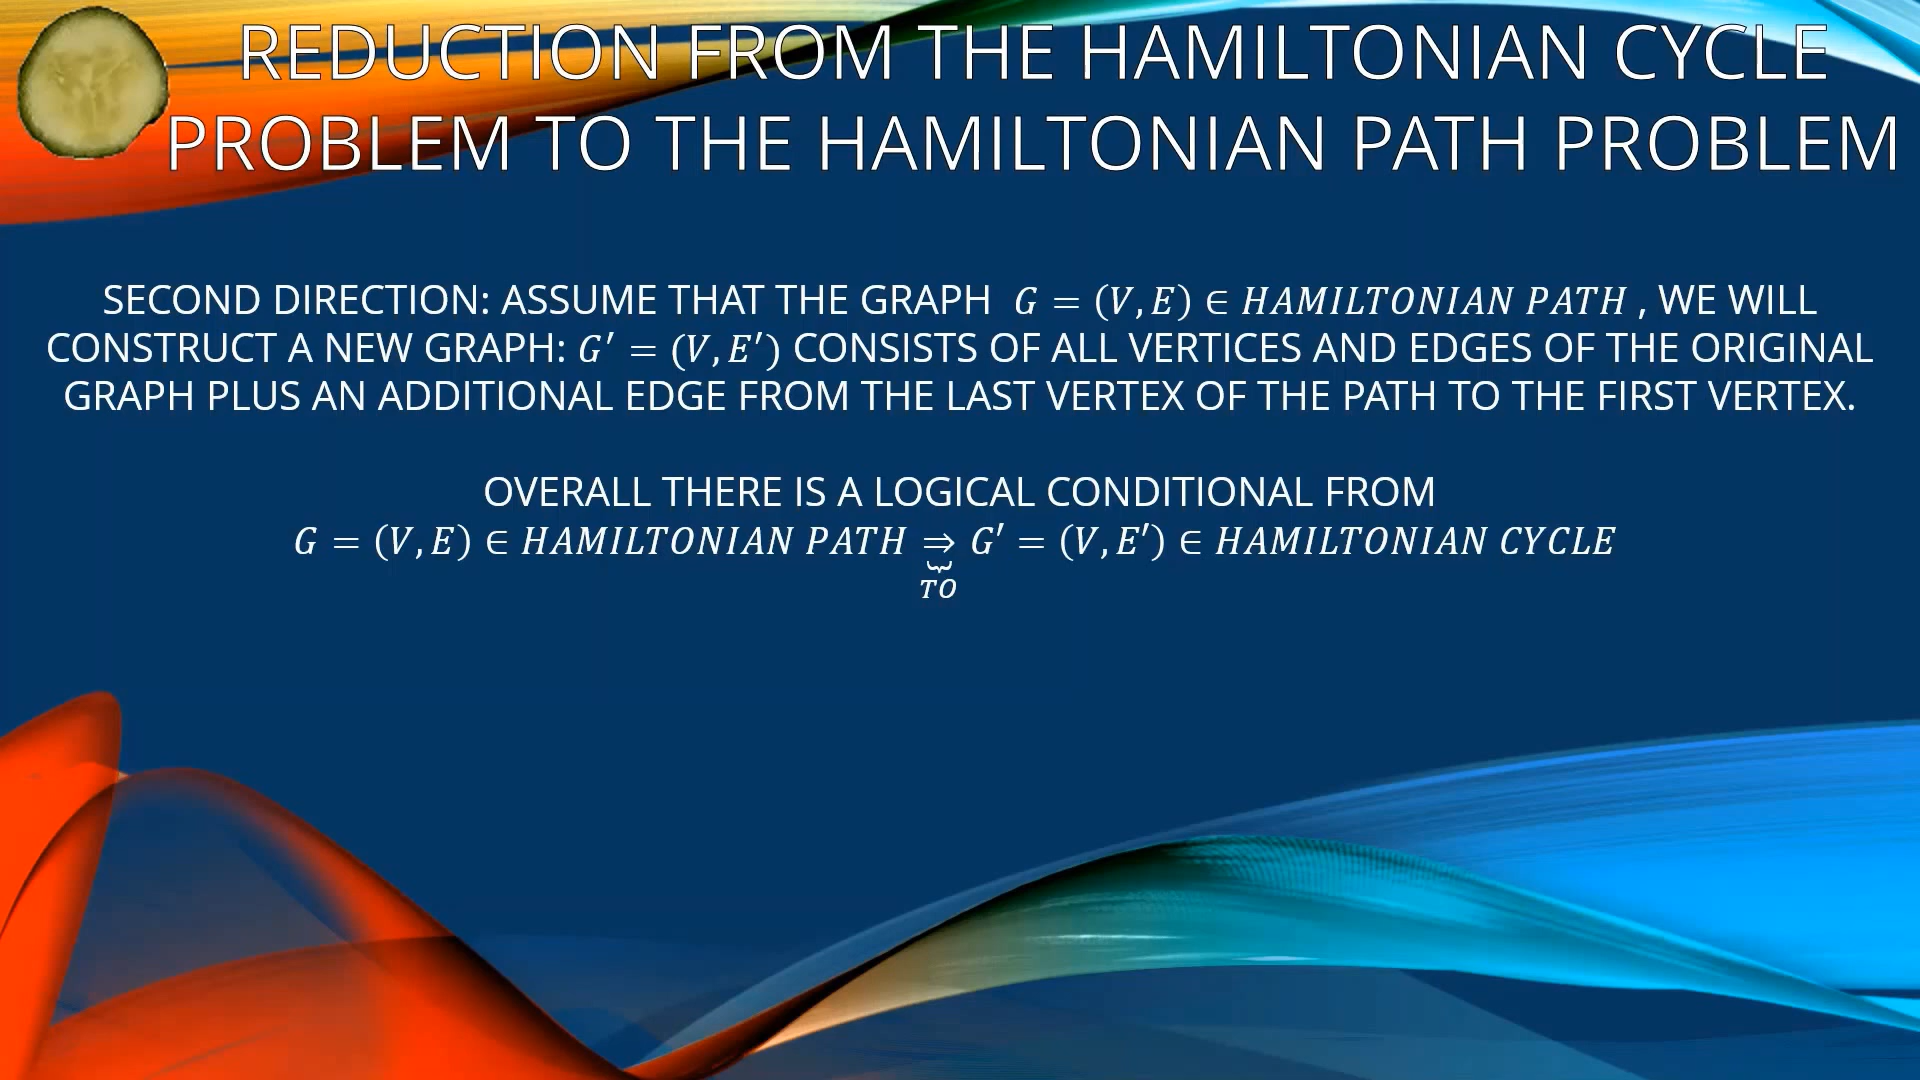 REDUCTION FROM THE HAMILTONIAN CYCLE
PROBLEM TO THE HAMILTONIAN PATH PROBLEM
SECOND DIRECTION: ASSUME THAT THE GRAPH G = (V, E) ∈ HAMILTONIAN PATH , WE WILL
CONSTRUCT A NEW GRAPH: G′ = (V, E′) CONSISTS OF ALL VERTICES AND EDGES OF THE ORIGINAL
GRAPH PLUS AN ADDITIONAL EDGE FROM THE LAST VERTEX OF THE PATH TO THE FIRST VERTEX.
OVERALL THERE IS A LOGICAL CONDITIONAL FROM
G = (V, E) ∈ HAMILTONIAN PATH ⇒ G′ = (V, E′) ∈ HAMILTONIAN CYCLE
TO